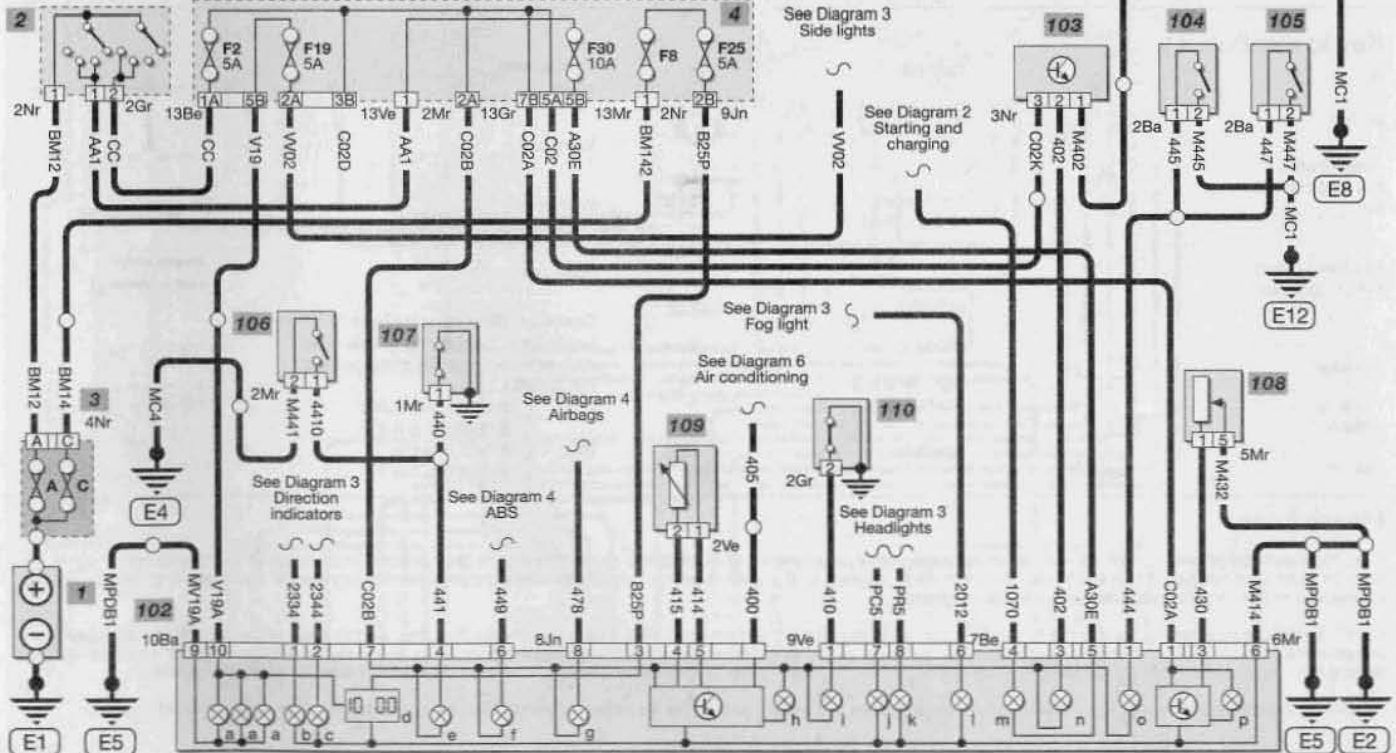 2
4
F2
5A
F19
5A
F30
10A
F8
F25
5A
See Diagram 3
Side lights
103
104
105
1
1 2
2Nr
2Gr
13Be
1A
5B
2A
3B
13Ve
1
2Mr
2A
13Gr
7B
5A
5B
13Mr
1
2Nr
2B
9Jn
See Diagram 2
Starting and
charging
3Nr
3 2 1
2Ba
1 2
2Ba
1 2
MC1
E8
BM12
AA1
CC
CC
V19
VV02
C02D
AA1
C02B
C02A
C02
A30E
BM142
B25P
VV02
C02K
402
M402
445
M445
447
M447
MC1
E12
106
107
See Diagram 3
Fog light
See Diagram 6
Air conditioning
108
BM12
BM14
3
4Nr
A C
A C
MC41
E4
2Mr
2 1
M441
4410
1Mr
1
440
See Diagram 4
Airbags
109
110
405
2Gr
2
1 5
5Mr
M432
See Diagram 3
Direction
indicators
See Diagram 4
ABS
2 1
2Ve
See Diagram 3
Headlights
1
E1
MPDB1
E5
102
MV19A
V19A
2334
2344
C02B
441
449
478
B25P
415
414
400
410
PC5
PR5
2012
1070
402
A30E
444
C02A
430
M414
MPDB1
MPDB1
10Ba
9 10
1 2
7
4
6
8Jn
8
3
4 5
9Ve
1
7 8
6
7Be
4
3 5
1
1 3
6
6Mr
10 00
a a a b c d e f g h i j k l m n o p
E5
E2